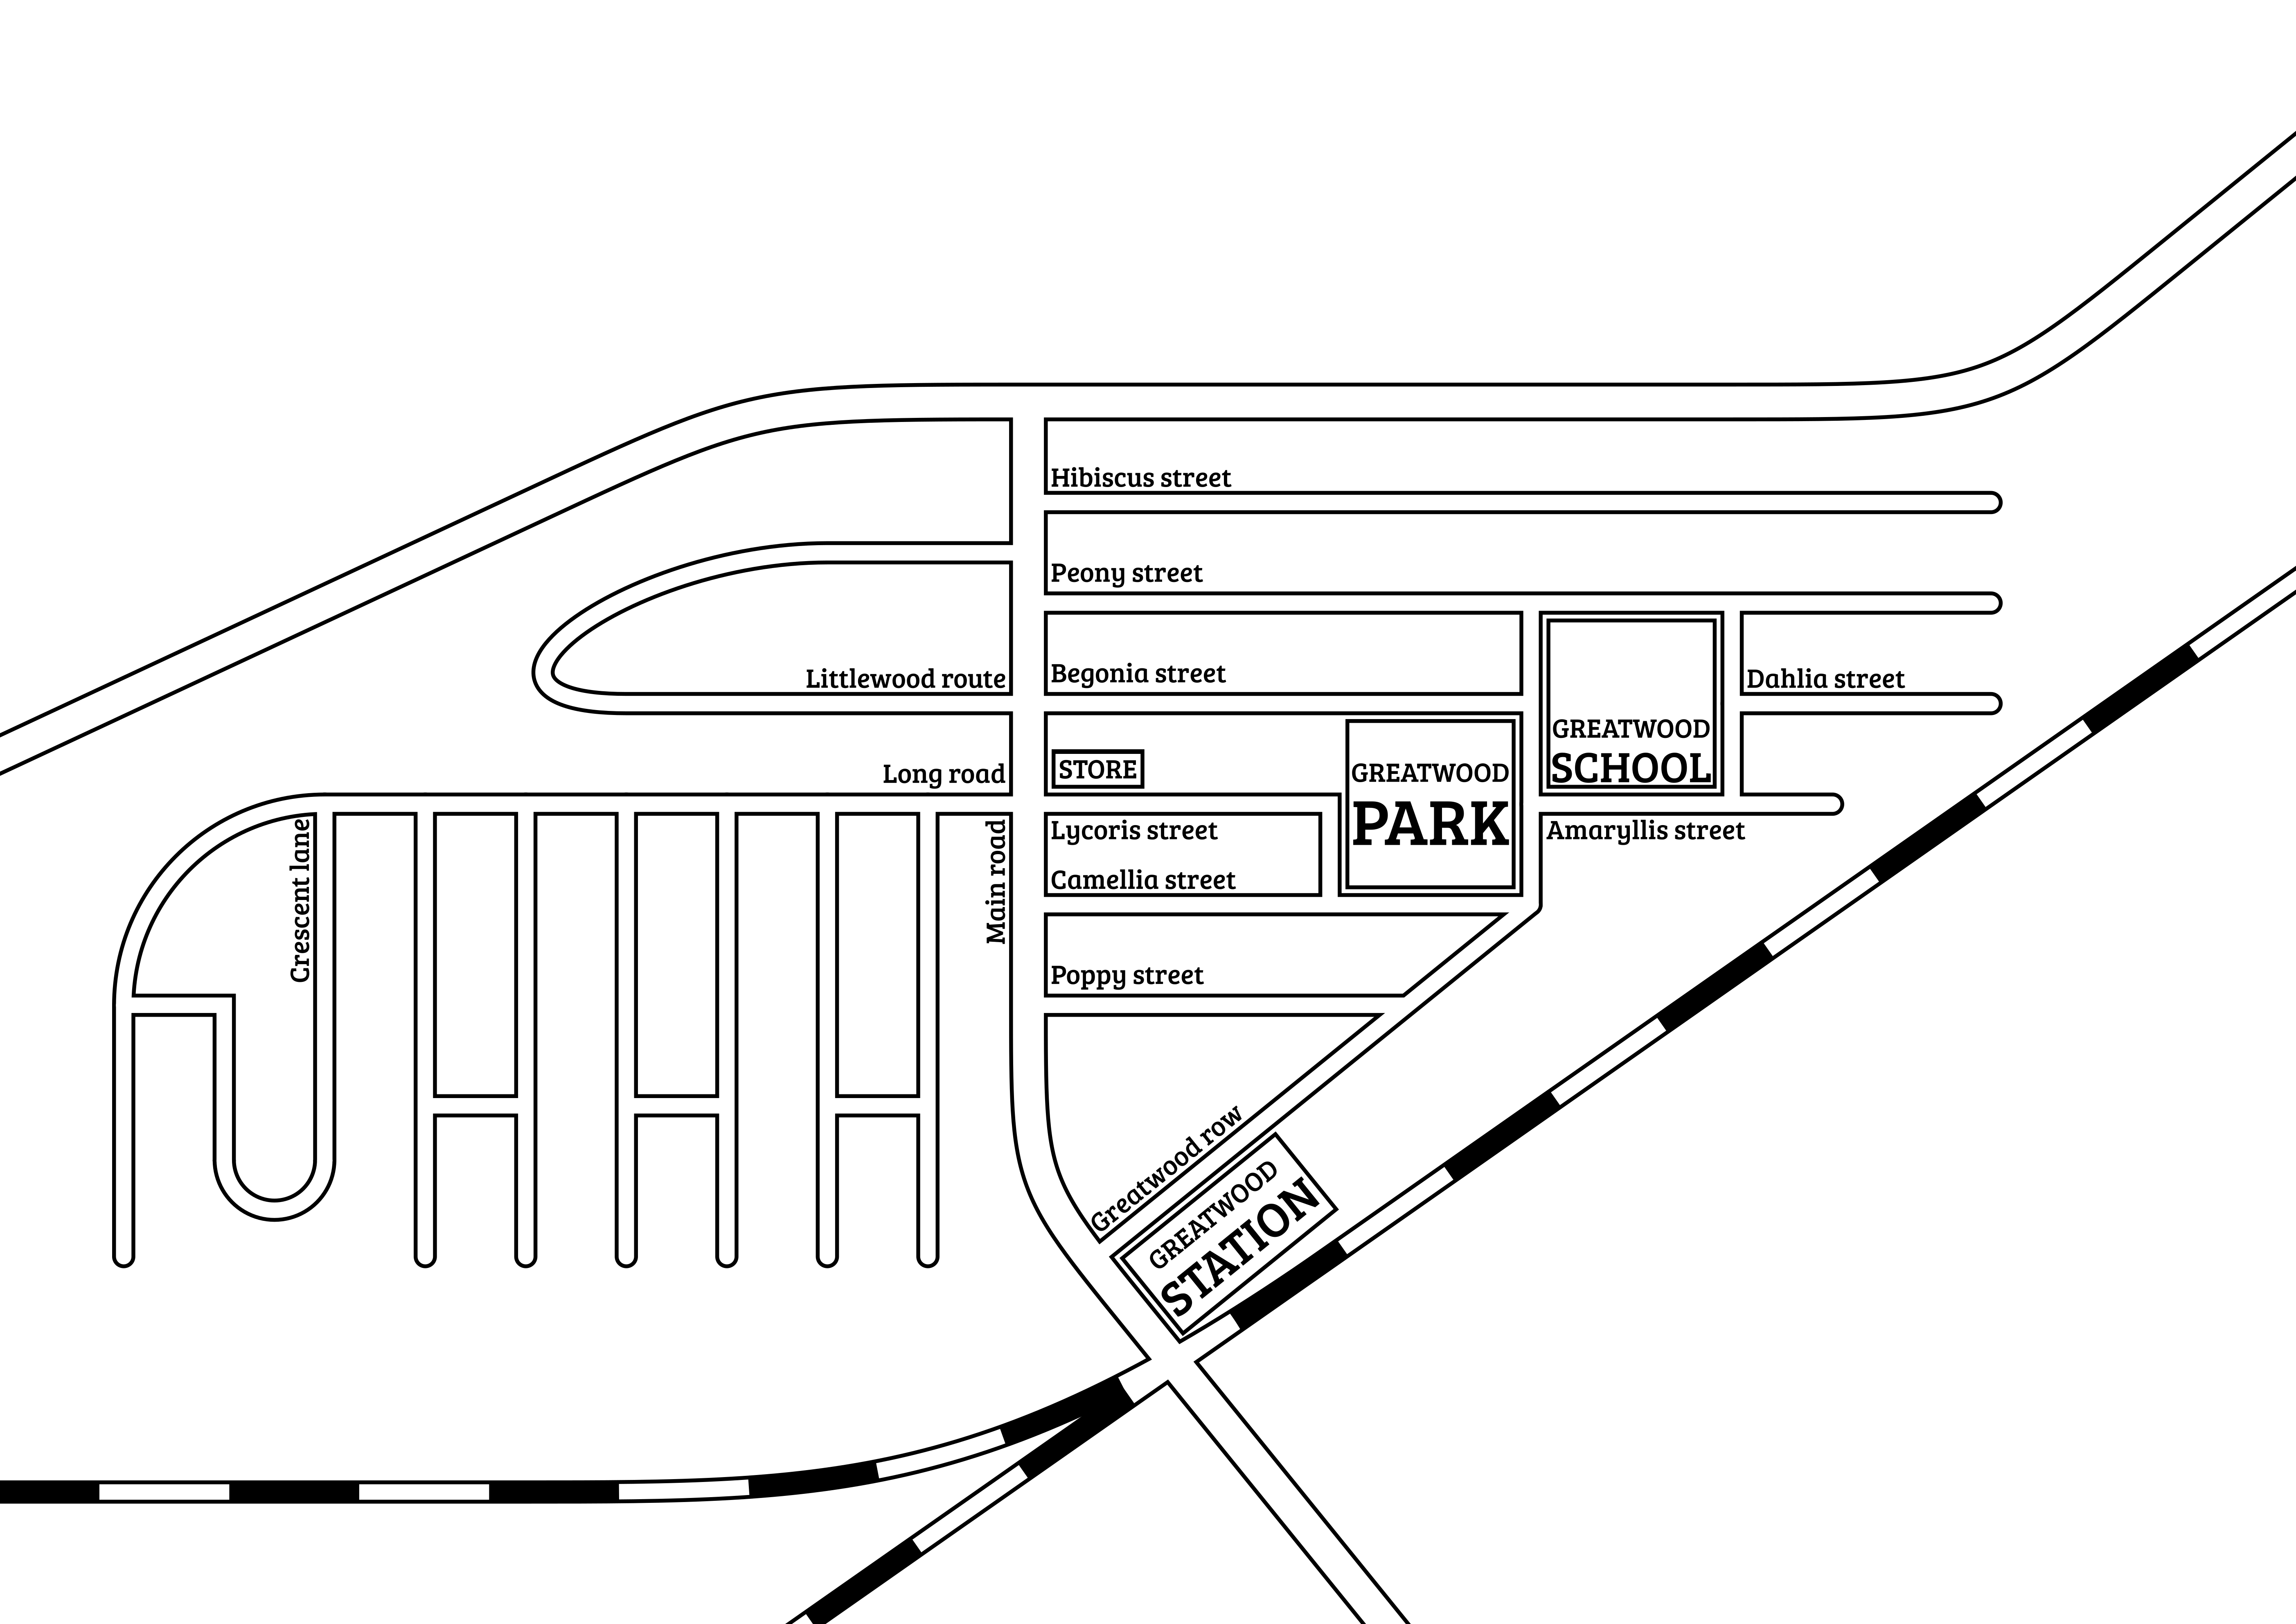 Hibiscus street
Peony street
Littlewood route
Begonia street
Dahlia street
GREATWOOD
SCHOOL
Long road
STORE
GREATWOOD
PARK
Crescent lane
Main road
Lycoris street
Amaryllis street
Camellia street
Poppy street
Greatwood row
GREATWOOD
STATION